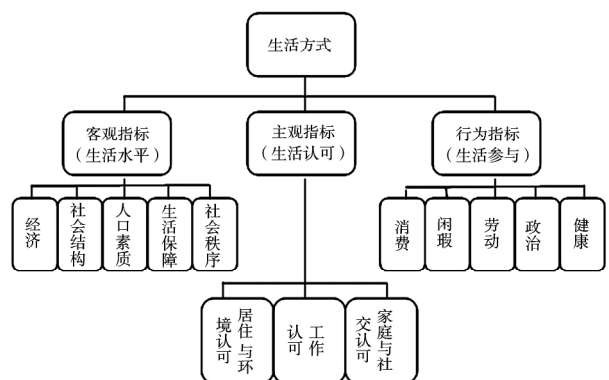 生活方式
客观指标
（生活水平）
主观指标
（生活认可）
行为指标
（生活参与）
经济
社会结构
人口素质
生活保障
社会秩序
消费
闲瑕
劳动
政治
健康
居住与环
境认可
工作
认可
家庭与社
交认可